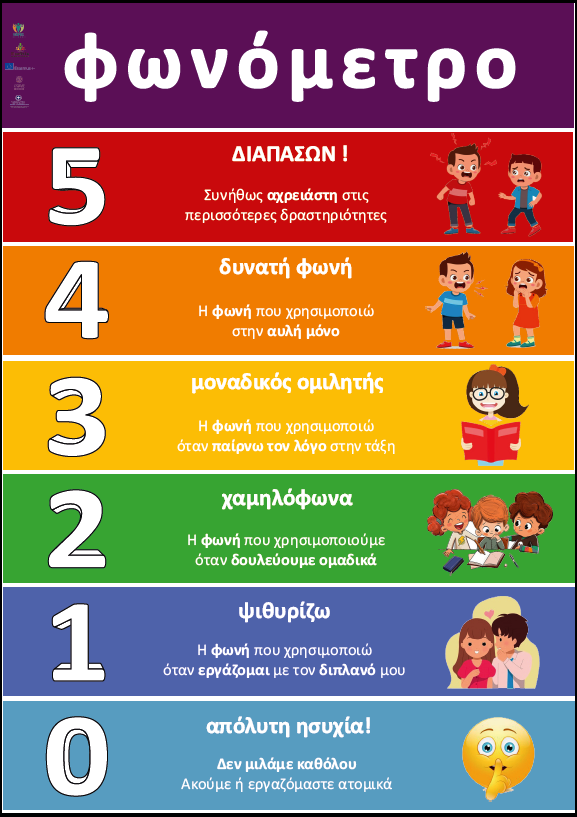 φωνόμετρο
5
ΔΙΑΠΑΣΩΝ !
Συνήθως αχρειάστη στις
περισσότερες δραστηριότητες
4
δυνατή φωνή
Η φωνή που χρησιμοποιώ
στην αυλή μόνο
3
μοναδικός ομιλητής
Η φωνή που χρησιμοποιώ
όταν παίρνω τον λόγο στην τάξη
2
χαμηλόφωνα
Η φωνή που χρησιμοποιούμε
όταν δουλεύουμε ομαδικά
1
ψιθυρίζω
Η φωνή που χρησιμοποιώ
όταν εργάζομαι με τον διπλανό μου
0
απόλυτη ησυχία!
Δεν μιλάμε καθόλου
Ακούμε ή εργαζόμαστε ατομικά